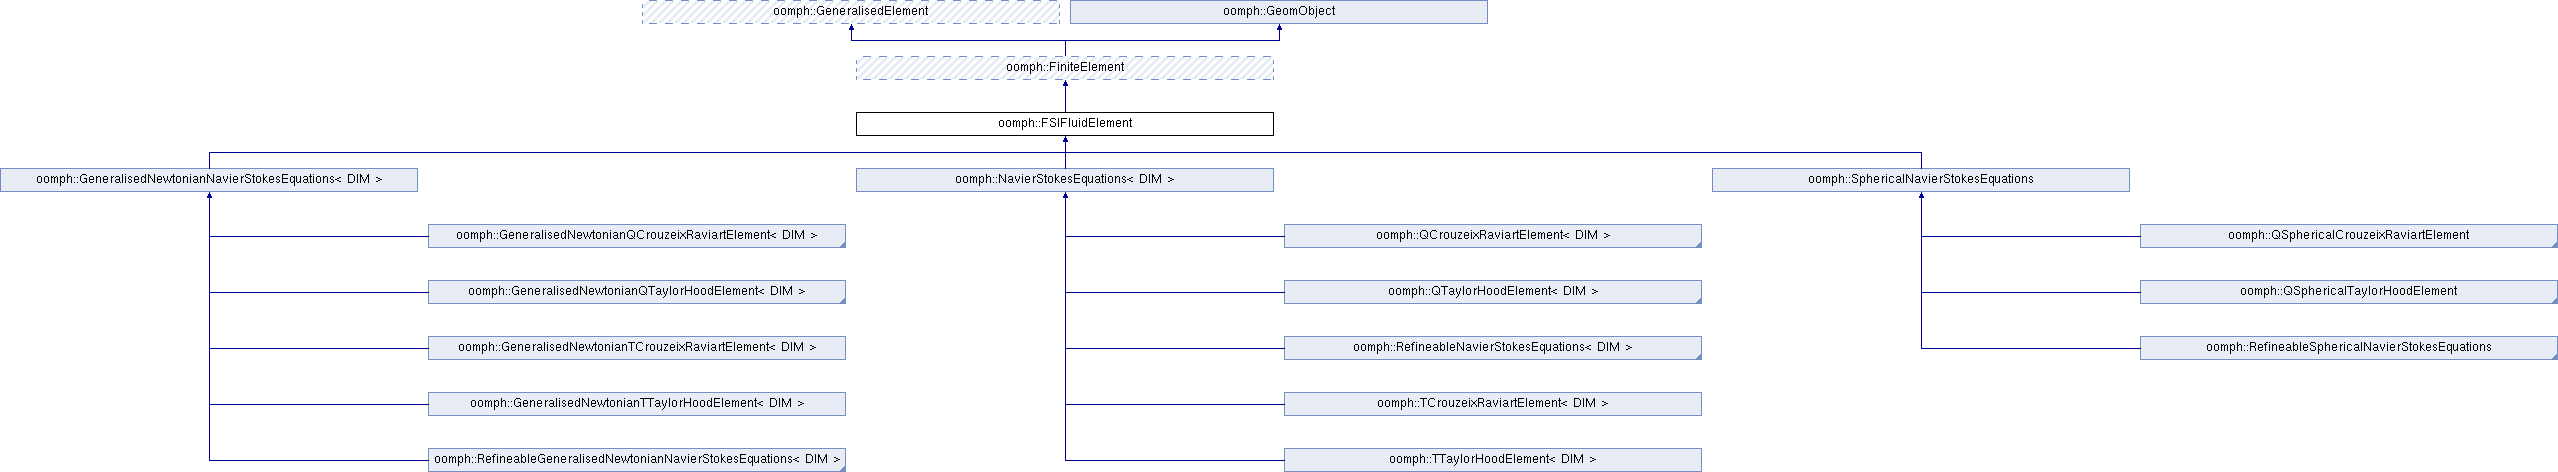 oomph::GeneralisedElement
oomph::GeomObject
oomph::FiniteElement
oomph::FSIFluidElement
oomph::GeneralisedNewtonianNavierStokesEquations< DIM >
oomph::NavierStokesEquations< DIM >
oomph::SphericalNavierStokesEquations
oomph::GeneralisedNewtonianQCrouzeixRaviartElement< DIM >
oomph::QCrouzeixRaviartElement< DIM >
oomph::QSphericalCrouzeixRaviartElement
oomph::GeneralisedNewtonianQTaylorHoodElement< DIM >
oomph::QTaylorHoodElement< DIM >
oomph::QSphericalTaylorHoodElement
oomph::GeneralisedNewtonianTCrouzeixRaviartElement< DIM >
oomph::RefineableNavierStokesEquations< DIM >
oomph::RefineableSphericalNavierStokesEquations
oomph::GeneralisedNewtonianTTaylorHoodElement< DIM >
oomph::TCrouzeixRaviartElement< DIM >
oomph::RefineableGeneralisedNewtonianNavierStokesEquations< DIM >
oomph::TTaylorHoodElement< DIM >